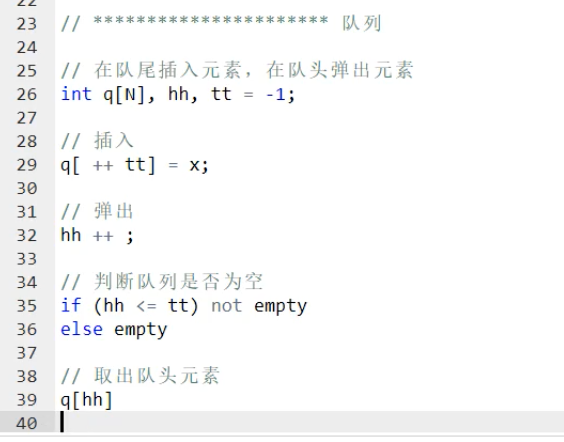 22
23 // ********************** 队列
24
25 // 在队尾插入元素，在队头弹出元素
26 int q[N], hh, tt = -1;
27
28 // 插入
29 q[ ++ tt] = x;
30
31 // 弹出
32 hh ++ ;
33
34 // 判断队列是否为空
35 if (hh <= tt) not empty
36 else empty
37
38 // 取出队头元素
39 q[hh]
40